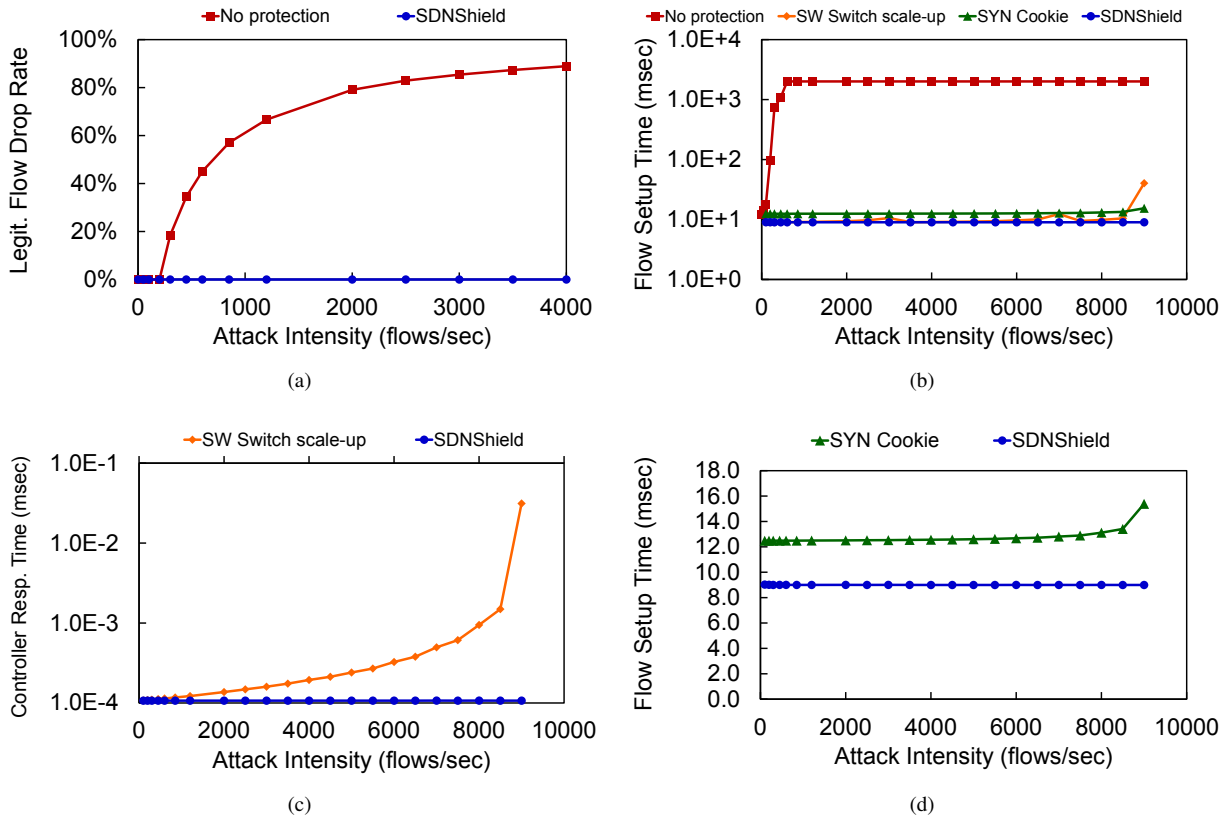 No protection SDNShield
Legit. Flow Drop Rate
100%
80%
60%
40%
20%
0%
0 1000 2000 3000 4000
Attack Intensity (flows/sec)
(a)
No protection SW Switch scale-up SYN Cookie SDNShield
Flow Setup Time (msec)
1.0E+4
1.0E+3
1.0E+2
1.0E+1
1.0E+0
0 2000 4000 6000 8000 10000
Attack Intensity (flows/sec)
(b)
SW Switch scale-up SDNShield
Controller Resp. Time (msec)
1.0E-1
1.0E-2
1.0E-3
1.0E-4
0 2000 4000 6000 8000 10000
Attack Intensity (flows/sec)
(c)
SYN Cookie SDNShield
Flow Setup Time (msec)
18.0
16.0
14.0
12.0
10.0
8.0
6.0
4.0
2.0
0.0
0 2000 4000 6000 8000 10000
Attack Intensity (flows/sec)
(d)